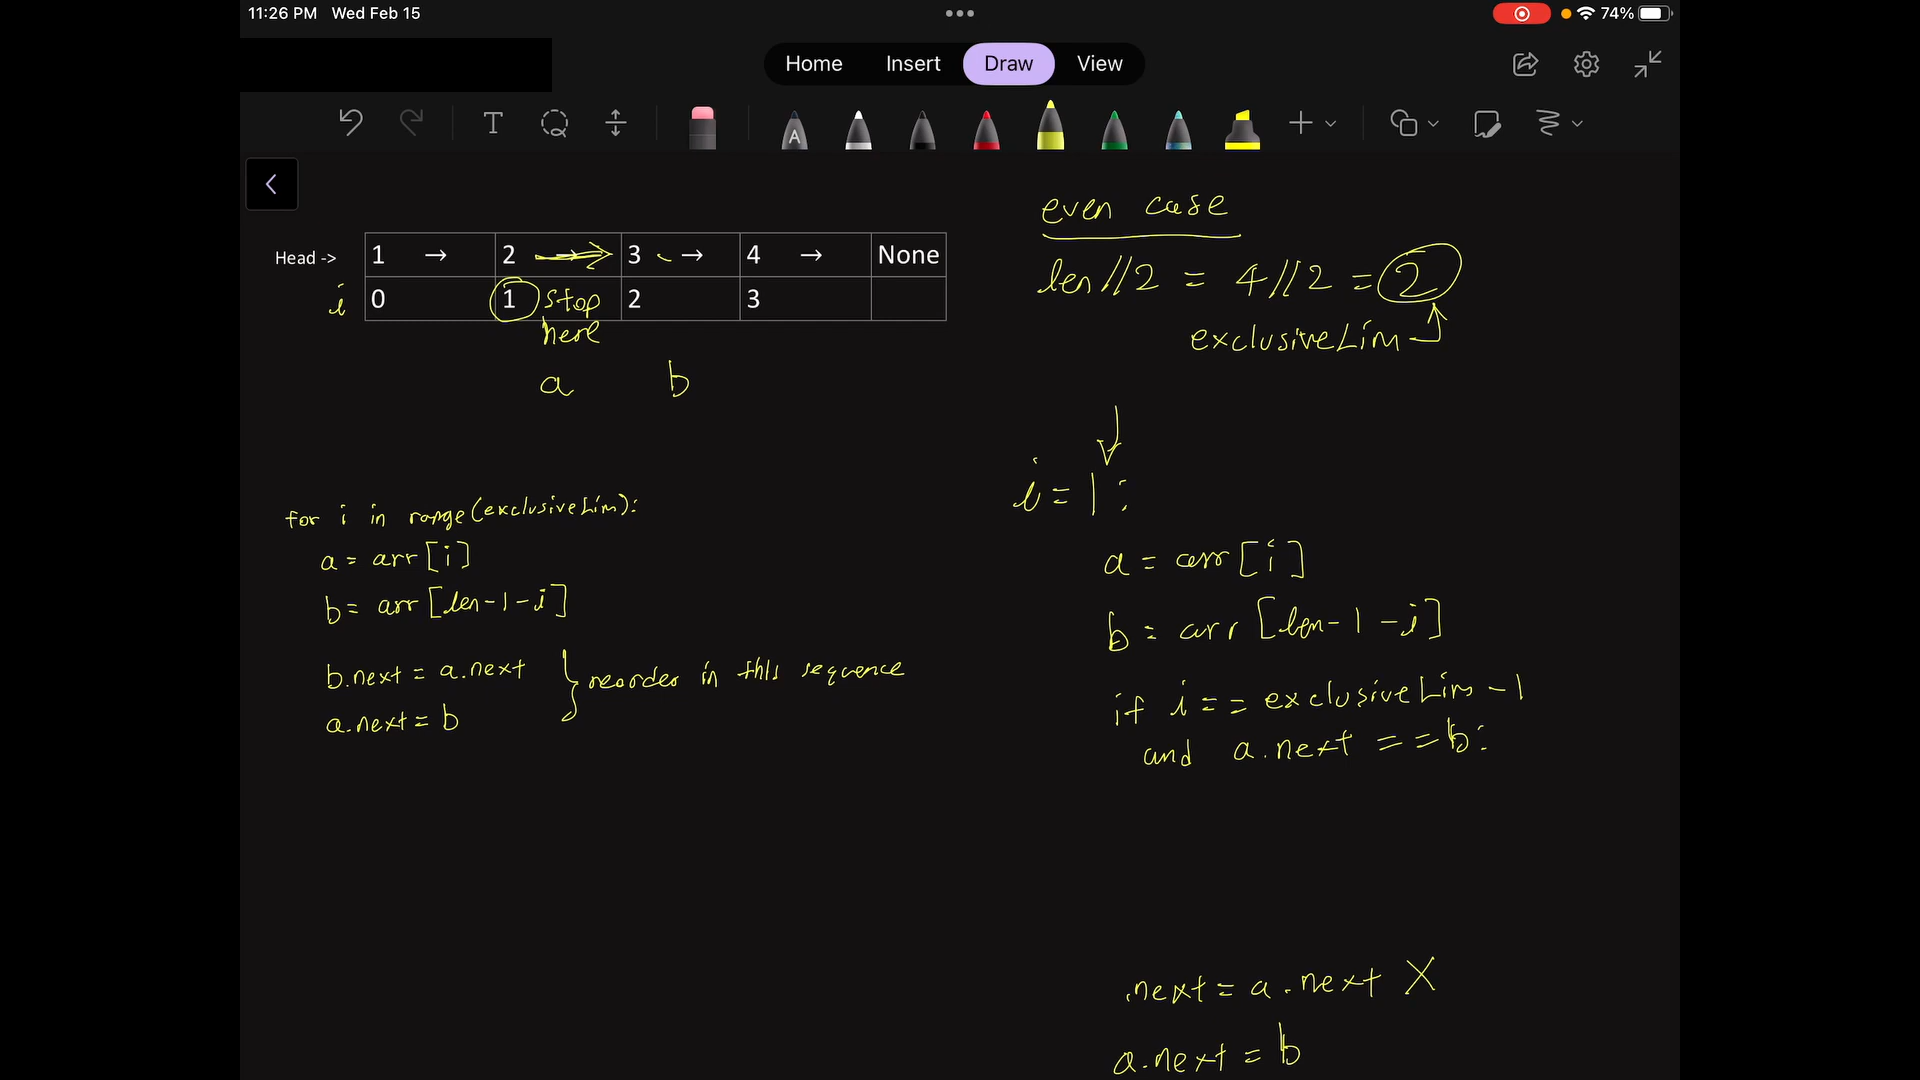 11:26 PM Wed Feb 15
74%
Home Insert Draw View
T
A
Head -> 1 → 2 → 3 → 4 → None
i 0 1 stop here 2 3
a b
even case
len//2 = 4//2 = 2
exclusiveLim
for i in range(exclusiveLim):
a = arr[i]
b = arr[len-1-i]
b.next = a.next
a.next = b
} reorder in this sequence
i = 1 :
a = arr[i]
b = arr[len-1-i]
if i == exclusiveLim-1
and a.next == b:
.next = a.next X
a.next = b